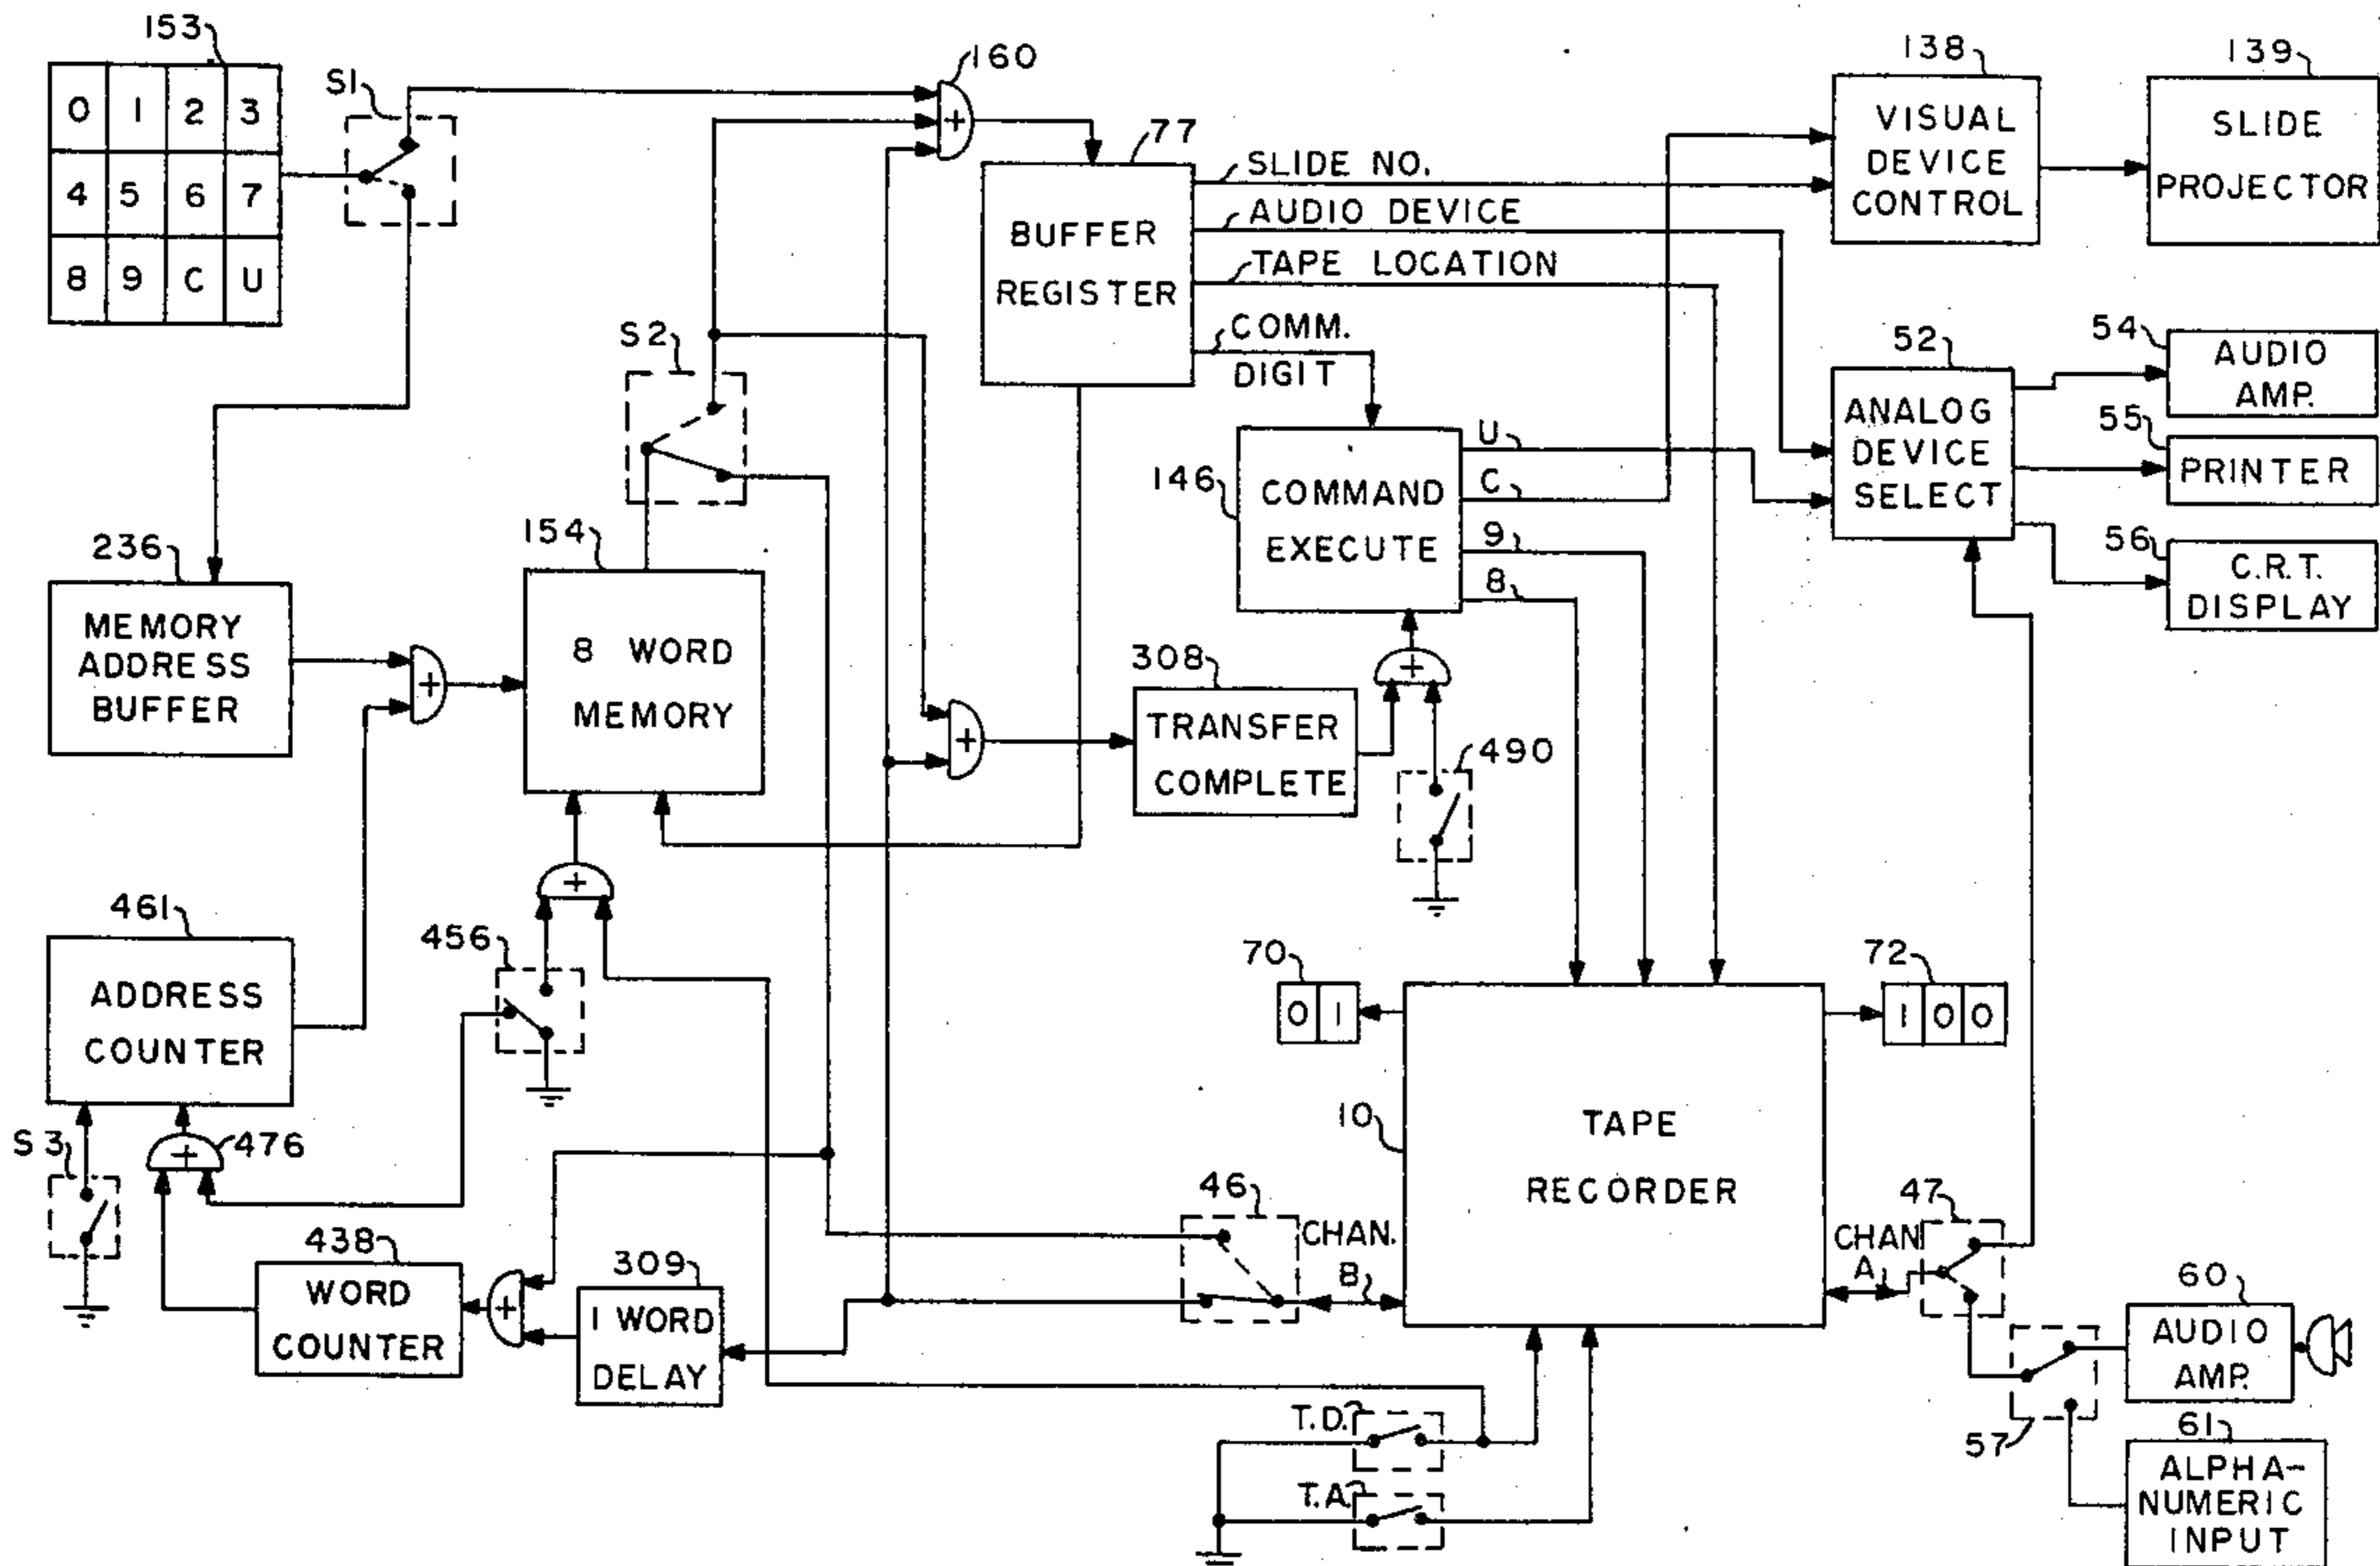 153
S1
0 1 2 3
4 5 6 7
8 9 C U
160
77
BUFFER
REGISTER
SLIDE NO.
AUDIO DEVICE
TAPE LOCATION
COMM.
DIGIT
138
VISUAL
DEVICE
CONTROL
139
SLIDE
PROJECTOR
S2
52
ANALOG
DEVICE
SELECT
54
AUDIO
AMP.
55
PRINTER
56
C.R.T.
DISPLAY
146
COMMAND
EXECUTE
U
C
9
8
236
MEMORY
ADDRESS
BUFFER
+
154
8 WORD
MEMORY
+
308
TRANSFER
COMPLETE
+
490
+
461
ADDRESS
COUNTER
456
S3
+
476
438
WORD
COUNTER
+
309
1 WORD
DELAY
46
CHAN.
B
70
0 1
72
1 0 0
10
TAPE
RECORDER
CHAN
A
47
60
AUDIO
AMP.
57
61
ALPHA-
NUMERIC
INPUT
T.D.
T.A.
+